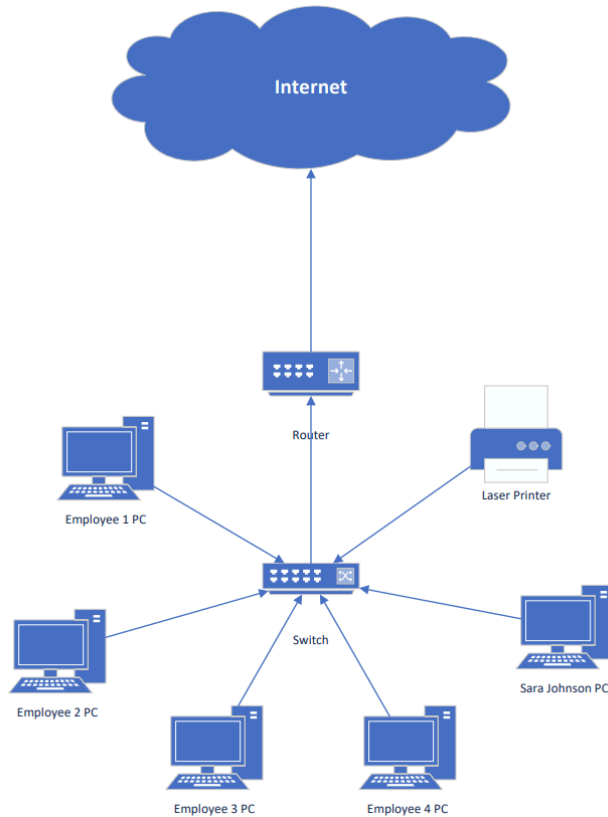 Internet
Router
Laser Printer
Employee 1 PC
Switch
Sara Johnson PC
Employee 2 PC
Employee 3 PC
Employee 4 PC